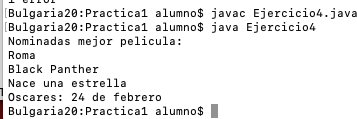 1 error
[Bulgaria20:Practica1 alumno$ javac Ejercicio4.java
[Bulgaria20:Practica1 alumno$ java Ejercicio4
Nominadas mejor pelicula:
Roma
Black Panther
Nace una estrella
Oscares: 24 de febrero
Bulgaria20:Practica1 alumno$